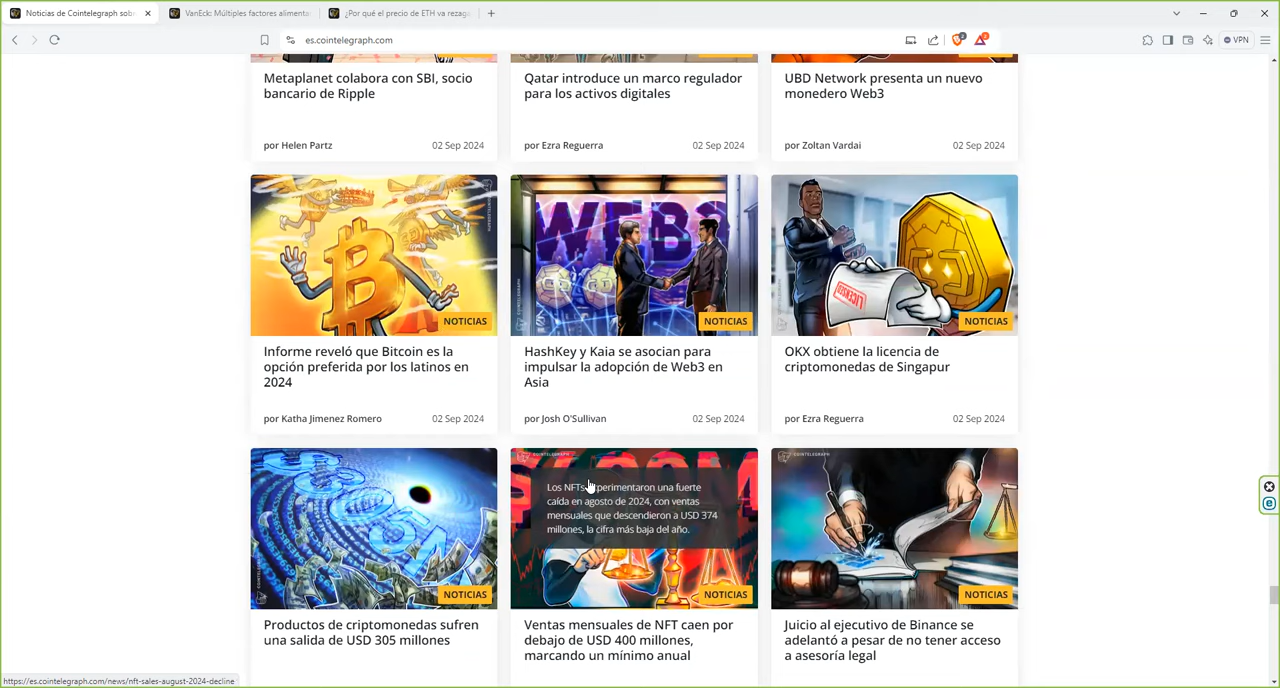 Noticias de Cointelegraph sob
VanEck: Múltiples factores alimenta
¿Por qué el precio de ETH va rezag
es.cointelegraph.com
VPN
Metaplanet colabora con SBI, socio
bancario de Ripple
por Helen Partz
02 Sep 2024
Qatar introduce un marco regulador
para los activos digitales
por Ezra Reguerra
02 Sep 2024
UBD Network presenta un nuevo
monedero Web3
por Zoltan Vardai
02 Sep 2024
COINTELEGRAPH
NOTICIAS
Informe reveló que Bitcoin es la
opción preferida por los latinos en
2024
por Katha Jimenez Romero
02 Sep 2024
WEB3
COINTELEGRAPH
NOTICIAS
HashKey y Kaia se asocian para
impulsar la adopción de Web3 en
Asia
por Josh O'Sullivan
02 Sep 2024
LICENSED
NOTICIAS
OKX obtiene la licencia de
criptomonedas de Singapur
por Ezra Reguerra
02 Sep 2024
NOTICIAS
Productos de criptomonedas sufren
una salida de USD 305 millones
COINTELEGRAPH
Los NFTs experimentaron una fuerte
caída en agosto de 2024, con ventas
mensuales que descendieron a USD 374
millones, la cifra más baja del año.
NOTICIAS
Ventas mensuales de NFT caen por
debajo de USD 400 millones,
marcando un mínimo anual
COINTELEGRAPH
NOTICIAS
Juicio al ejecutivo de Binance se
adelantó a pesar de no tener acceso
a asesoría legal
https://es.cointelegraph.com/news/nft-sales-august-2024-decline